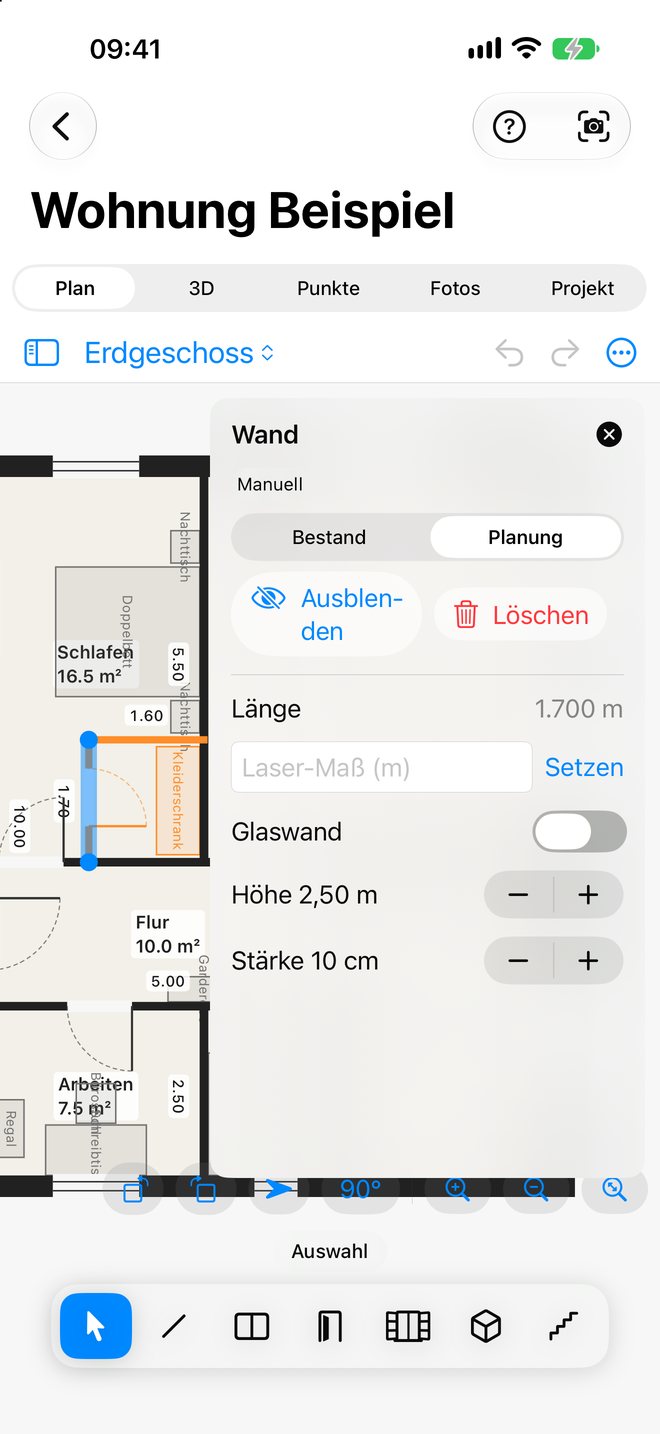 09:41
Wohnung Beispiel
Plan
3D
Punkte
Fotos
Projekt
Erdgeschoss
Wand
Manuell
Bestand
Planung
Ausblen-
den
Löschen
Länge
1.700 m
Laser-Maß (m)
Setzen
Glaswand
Höhe 2,50 m
Stärke 10 cm
Nachttisch
Doppelbett
Schlafen
16.5 m²
5.50
Nachttisch
1.60
Kleiderschrank
1.70
10.00
Flur
10.0 m²
5.00
Arbeiten
7.5 m²
2.50
Regal
90°
Auswahl